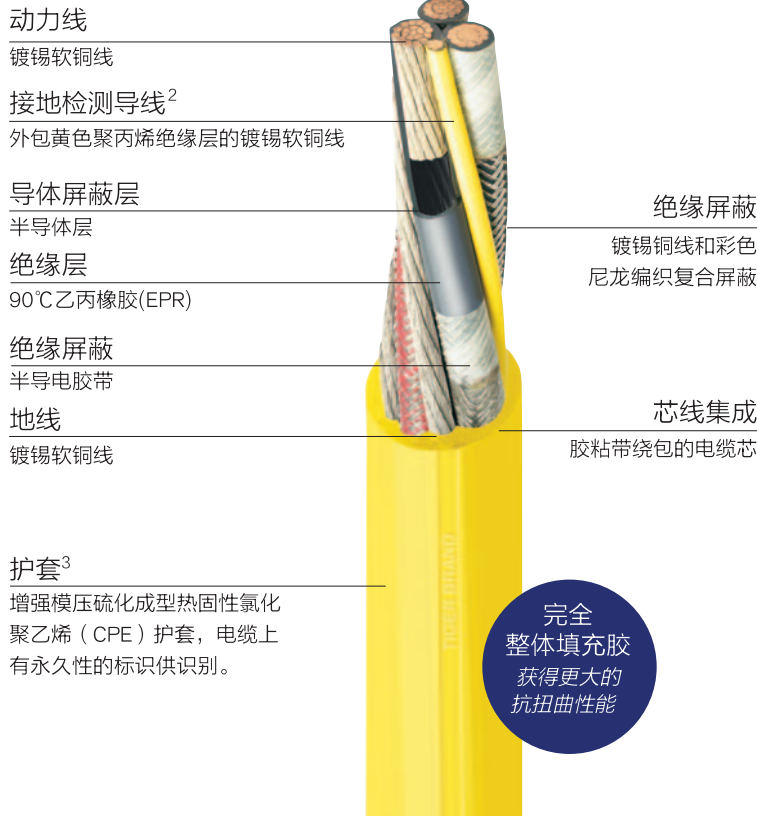 动力线
镀锡软铜线
接地检测导线²
外包黄色聚丙烯绝缘层的镀锡软铜线
导体屏蔽层
半导体层
绝缘层
90℃乙丙橡胶(EPR)
绝缘屏蔽
半导电胶带
地线
镀锡软铜线
护套³
增强模压硫化成型热固性氯化
聚乙烯（CPE）护套，电缆上
有永久性的标识供识别。
绝缘屏蔽
镀锡铜线和彩色
尼龙编织复合屏蔽
芯线集成
胶粘带绕包的电缆芯
TIGER BRAND
完全
整体填充胶
获得更大的
抗扭曲性能